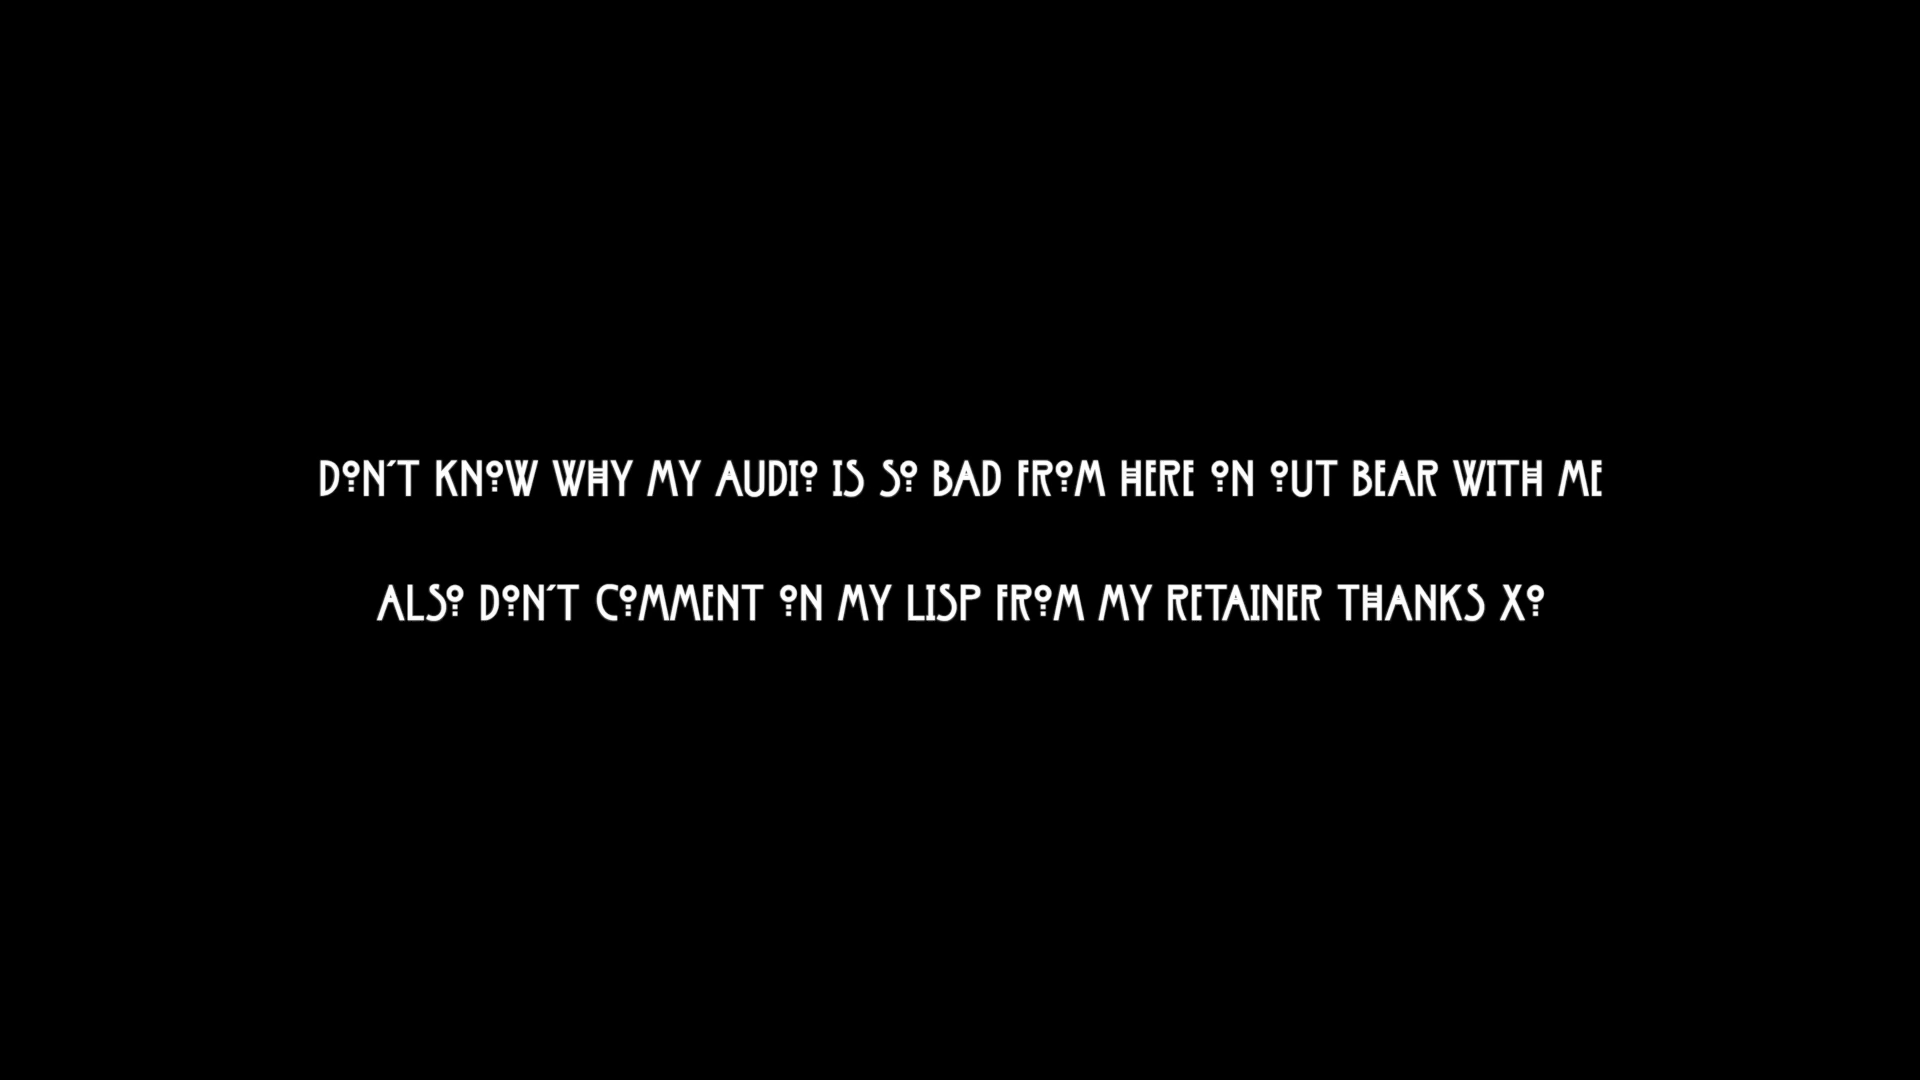 DON'T KNOW WHY MY AUDIO IS SO BAD FROM HERE ON OUT BEAR WITH ME
ALSO DON'T COMMENT ON MY LISP FROM MY RETAINER THANKS XO